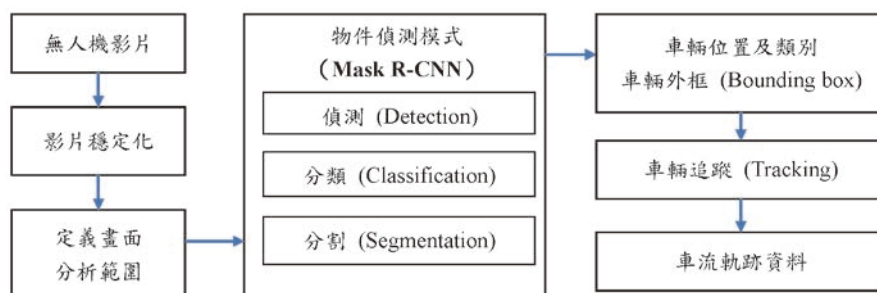 無人機影片
影片穩定化
定義畫面
分析範圍
物件偵測模式
（Mask R-CNN）
偵測 (Detection)
分類 (Classification)
分割 (Segmentation)
車輛位置及類別
車輛外框 (Bounding box)
車輛追蹤 (Tracking)
車流軌跡資料